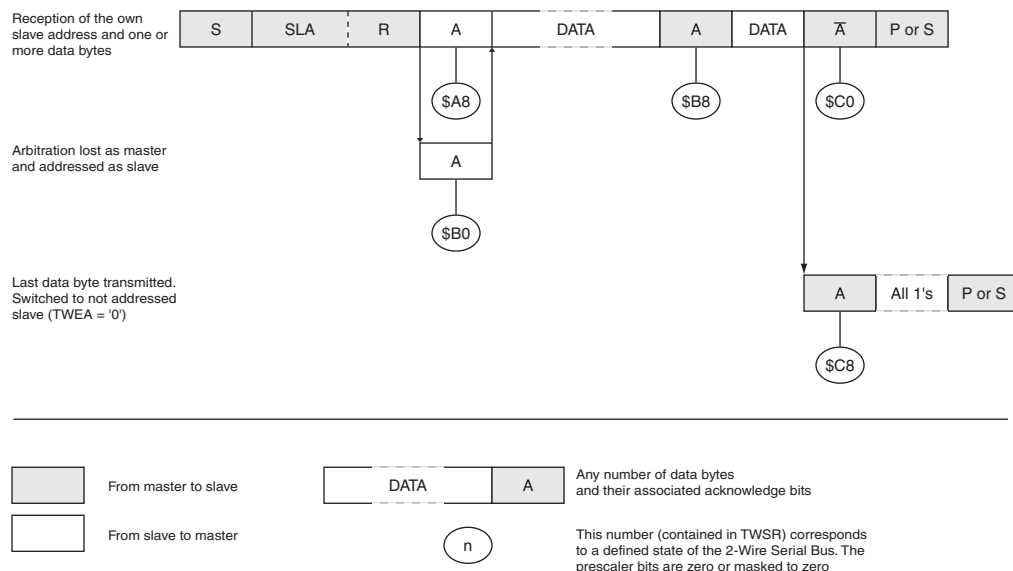 Reception of the own
slave address and one or
more data bytes
S SLA R A DATA A DATA A̅ P or S
$A8 $B8 $C0
Arbitration lost as master
and addressed as slave
A
$B0
Last data byte transmitted.
Switched to not addressed
slave (TWEA = '0')
A All 1's P or S
$C8
From master to slave
DATA A
Any number of data bytes
and their associated acknowledge bits
From slave to master
n
This number (contained in TWSR) corresponds
to a defined state of the 2-Wire Serial Bus. The
prescaler bits are zero or masked to zero